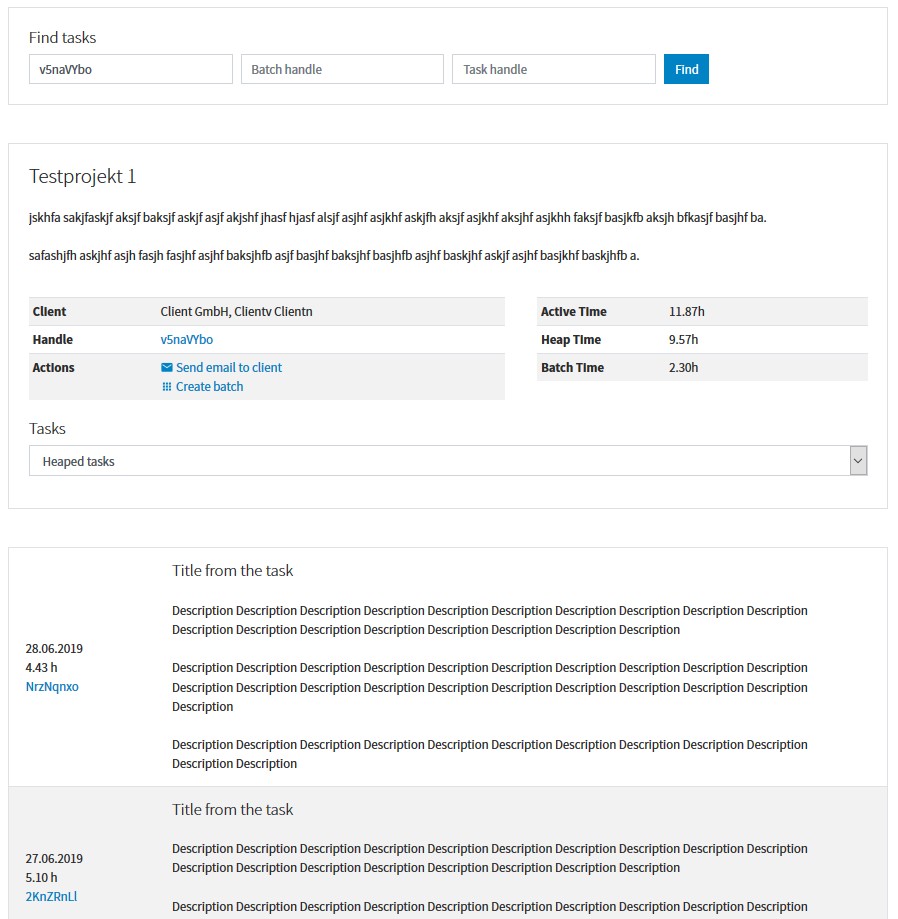 Find tasks
v5naVYbo
Batch handle
Task handle
Find
Testprojekt 1
jskhfa sakjfaskjf aksjf baksjf askjf asjf akjshf jhasf hjasf alsjf asjhf asjkhf askjfh aksjf asjkhf aksjhf asjkhh faksjf basjkfb aksjh bfkasjf basjhf ba.
safashjfh askjhf asjh fasjh fasjhf asjhf baksjhfb asjf basjhf baksjhf basjhfb asjhf baskjhf askjf asjhf basjkhf baskjhfb a.
Client Client GmbH, Clientv Clientn
Handle v5naVYbo
Actions Send email to client
Create batch
Active Time 11.87h
Heap Time 9.57h
Batch Time 2.30h
Tasks
Heaped tasks
28.06.2019
4.43 h
NrzNqnxo
Title from the task
Description Description Description Description Description Description Description Description Description Description
Description Description Description Description Description Description Description Description
Description Description Description Description Description Description Description Description Description Description
Description Description Description Description Description Description Description Description Description Description
Description
Description Description Description Description Description Description Description Description Description Description
Description Description
27.06.2019
5.10 h
2KnZRnLl
Title from the task
Description Description Description Description Description Description Description Description Description Description
Description Description Description Description Description Description Description Description
Description Description Description Description Description Description Description Description Description Description